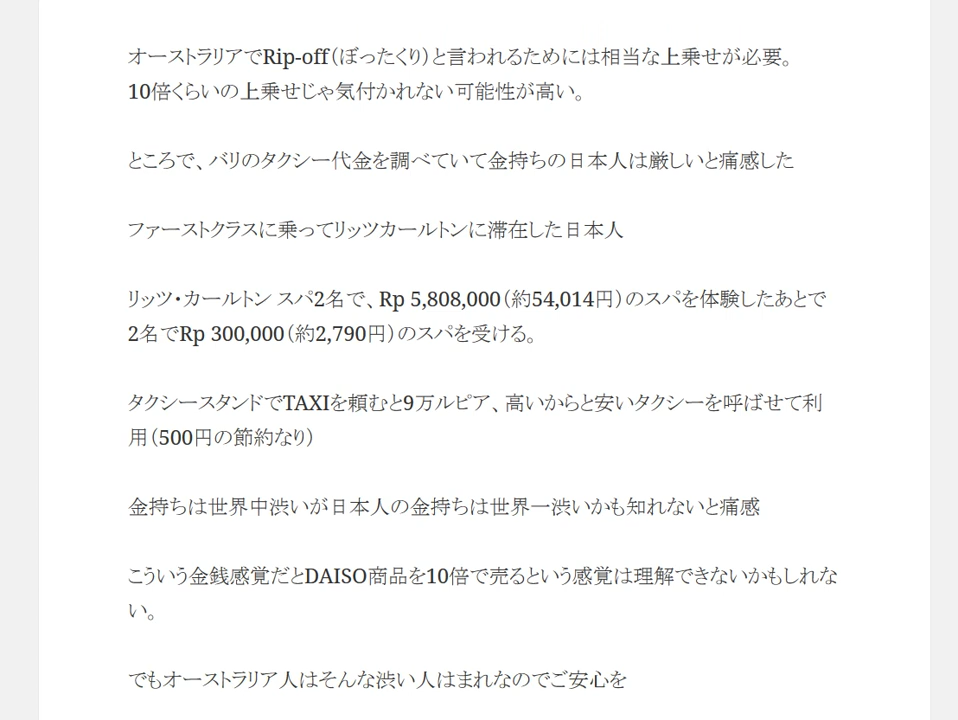 オーストラリアでRip-off（ぼったくり）と言われるためには相当な上乗せが必要。
10倍くらいの上乗せじゃ気付かれない可能性が高い。
ところで、バリのタクシー代金を調べていて金持ちの日本人は厳しいと痛感した
ファーストクラスに乗ってリッツカールトンに滞在した日本人
リッツ・カールトン スパ2名で、Rp 5,808,000（約54,014円）のスパを体験したあとで
2名でRp 300,000（約2,790円）のスパを受ける。
タクシースタンドでTAXIを頼むと9万ルピア、高いからと安いタクシーを呼ばせて利
用（500円の節約なり）
金持ちは世界中渋いが日本人の金持ちは世界一渋いかも知れないと痛感
こういう金銭感覚だとDAISO商品を10倍で売るという感覚は理解できないかもしれな
い。
でもオーストラリア人はそんな渋い人はまれなのでご安心を